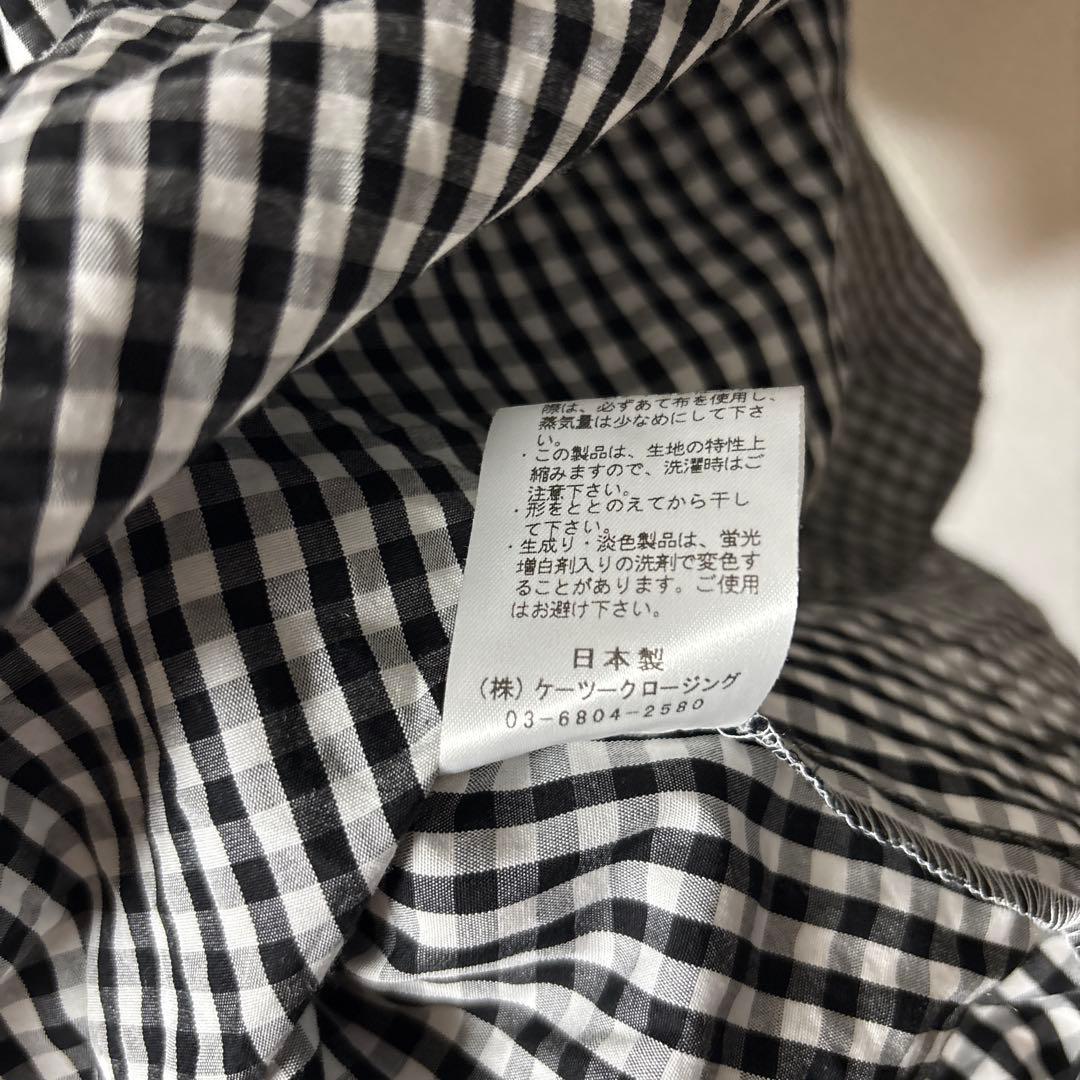 際は、必ずあて布を使用し、
蒸気量は少なめにして下さ
い。
・この製品は、生地の特性上
縮みますので、洗濯時はご
注意下さい。
・形をととのえてから干し
て下さい。
・生成り・淡色製品は、蛍光
増白剤入りの洗剤で変色す
ることがあります。ご使用
はお避け下さい。
日本製
(株)ケーツークロージング
03-6804-2580